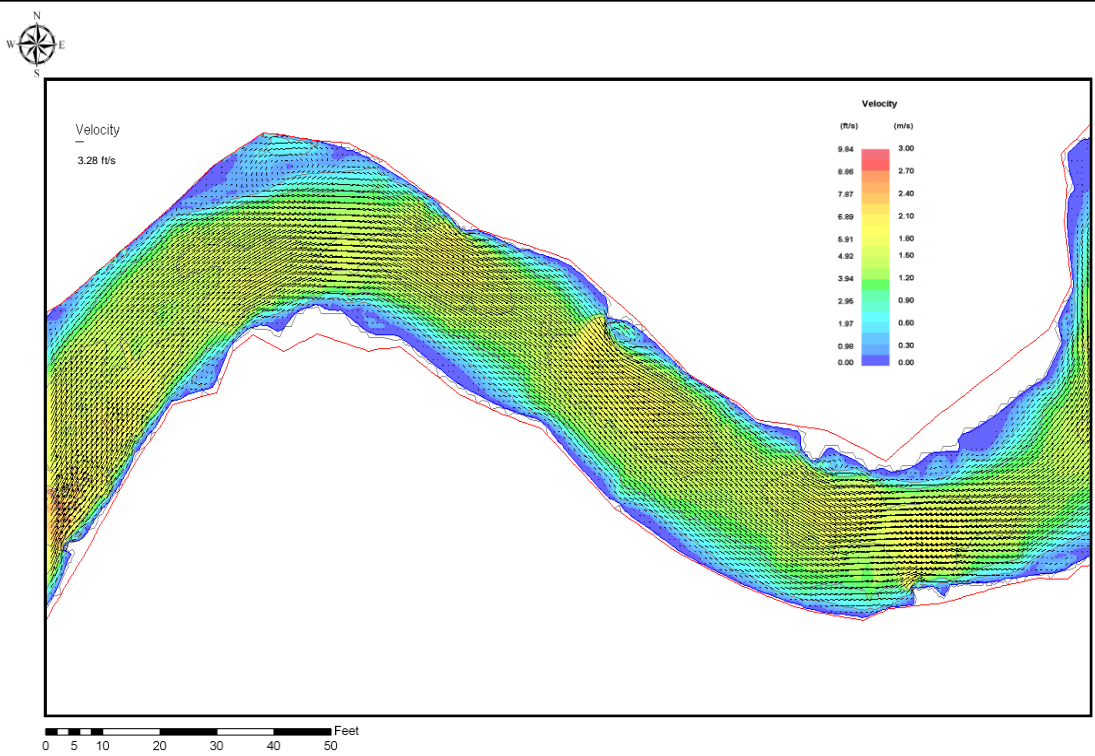 N
W E
S
Velocity
3.28 ft/s
Velocity
(ft/s) (m/s)
9.84 3.00
8.86 2.70
7.87 2.40
6.89 2.10
5.91 1.80
4.92 1.50
3.94 1.20
2.95 0.90
1.97 0.60
0.98 0.30
0.00 0.00
Feet
0 5 10 20 30 40 50